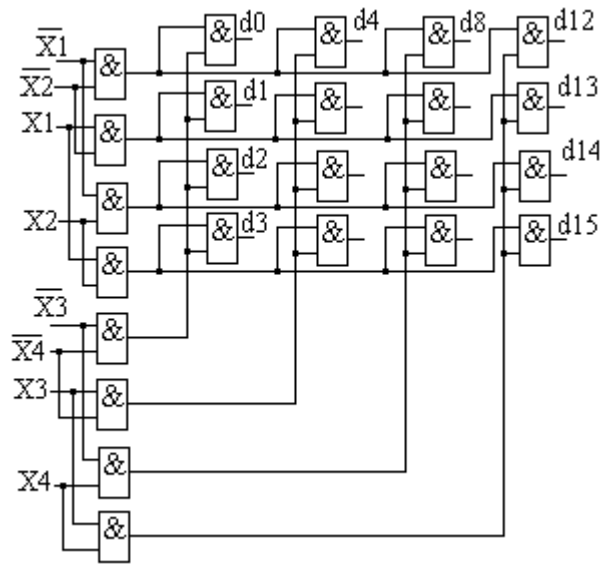 d0 d4 d8 d12
X̅1̅ & & & & &
X̅2̅
X1 & d1 & & & & d13
& d2 & & & d14
X2 & d3 & & & & d15
X̅3̅ &
X̅4̅
X3 &
&
X4
&